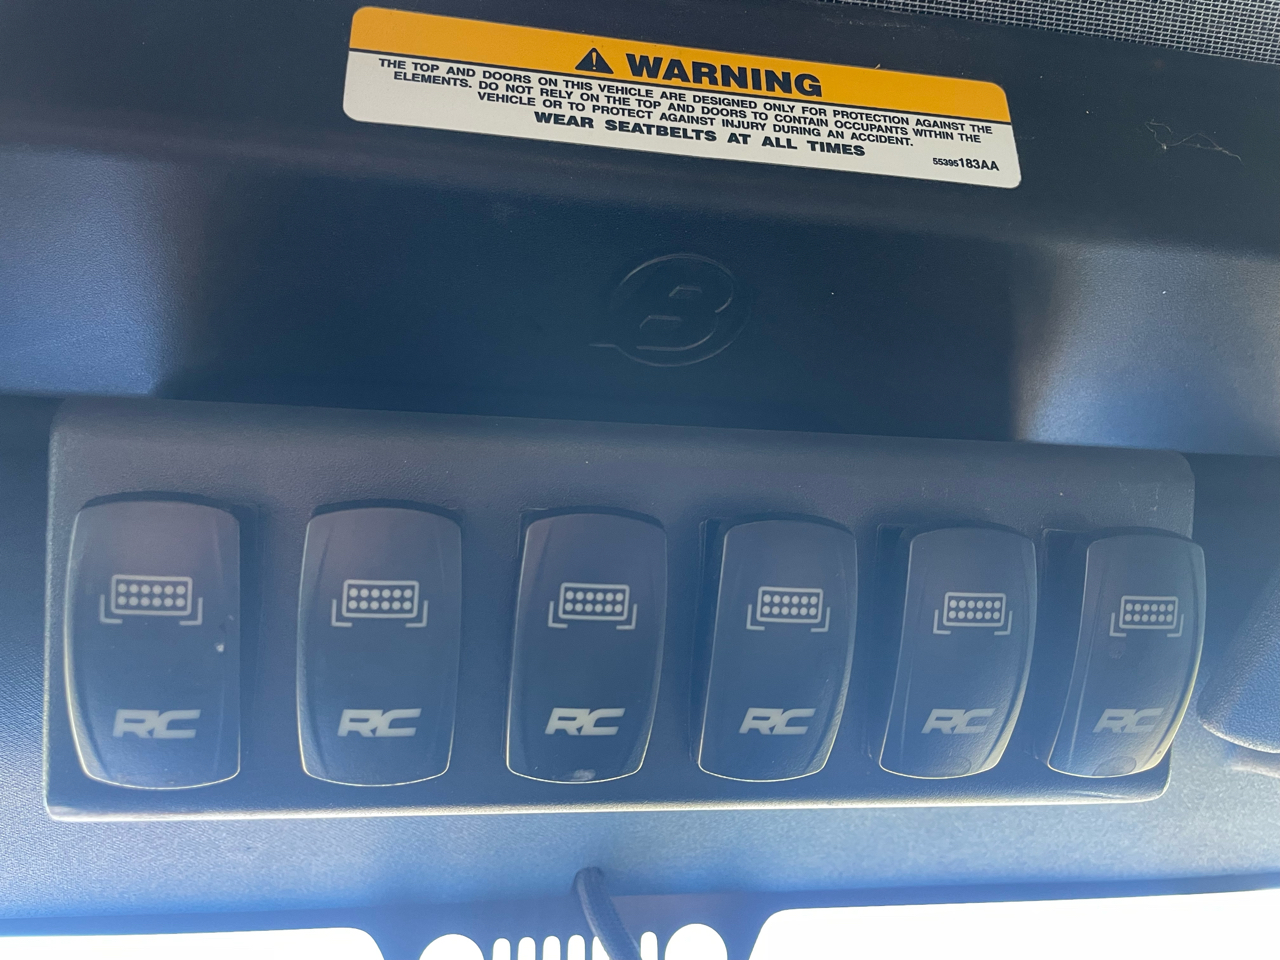 WARNING
THE TOP AND DOORS ON THIS VEHICLE ARE DESIGNED ONLY FOR PROTECTION AGAINST THE
ELEMENTS. DO NOT RELY ON THE TOP AND DOORS TO CONTAIN OCCUPANTS WITHIN THE
VEHICLE OR TO PROTECT AGAINST INJURY DURING AN ACCIDENT.
WEAR SEATBELTS AT ALL TIMES
55395183AA
B
RC RC RC RC RC RC